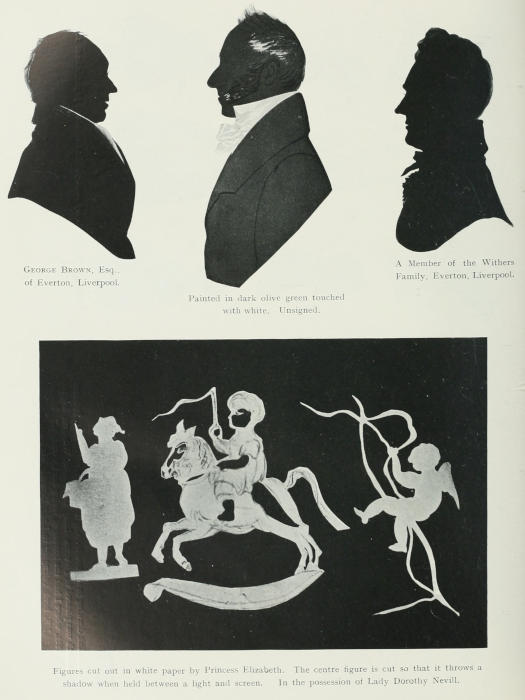 George Brown, Esq.,
of Everton, Liverpool.
Painted in dark olive green touched
with white. Unsigned.
A Member of the Withers
Family, Everton, Liverpool.
Figures cut out in white paper by Princess Elizabeth. The centre figure is cut so that it throws a
shadow when held between a light and screen. In the possession of Lady Dorothy Nevill.